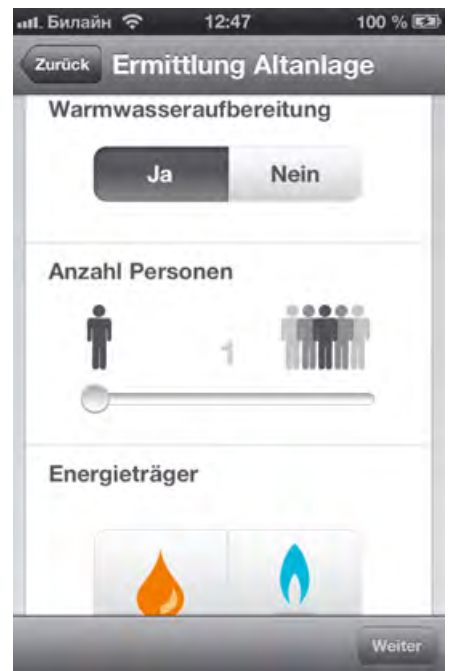 Билайн 12:47 100 %
Zurück Ermittlung Altanlage
Warmwasseraufbereitung
Ja Nein
Anzahl Personen
1
Energieträger
Weiter